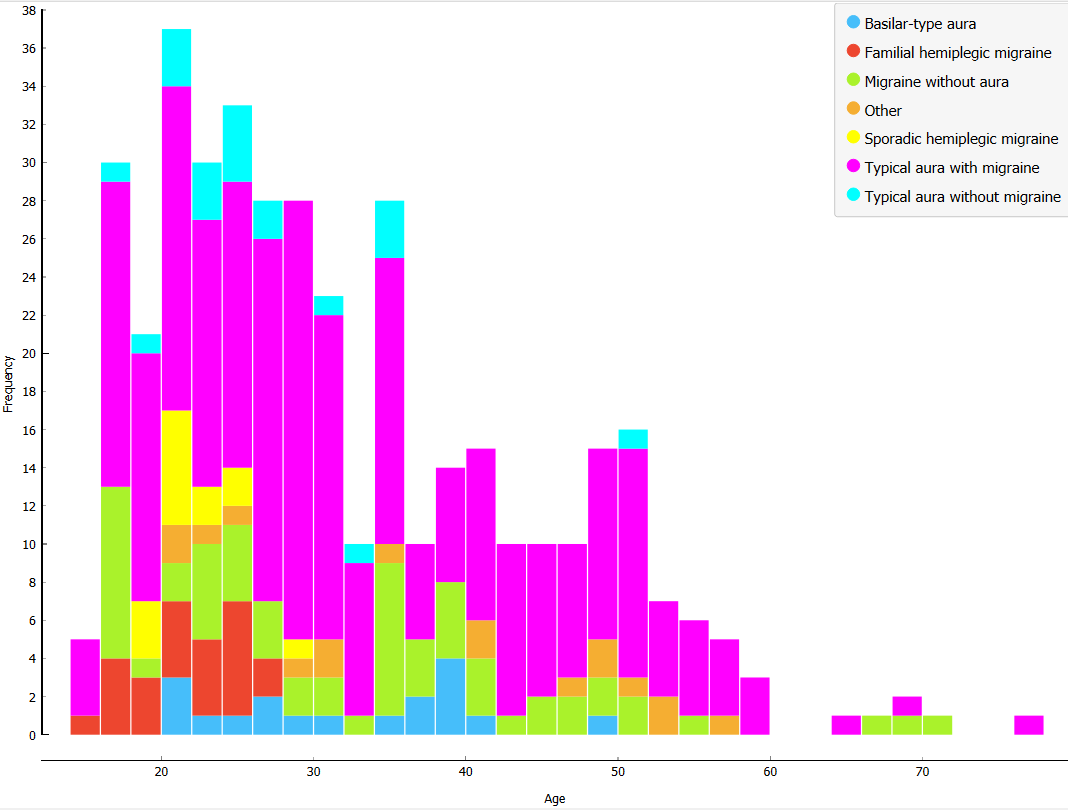 38
36
34
32
30
28
26
24
22
20
18
16
14
12
10
8
6
4
2
0
Frequency
Basilar-type aura
Familial hemiplegic migraine
Migraine without aura
Other
Sporadic hemiplegic migraine
Typical aura with migraine
Typical aura without migraine
20 30 40 50 60 70
Age